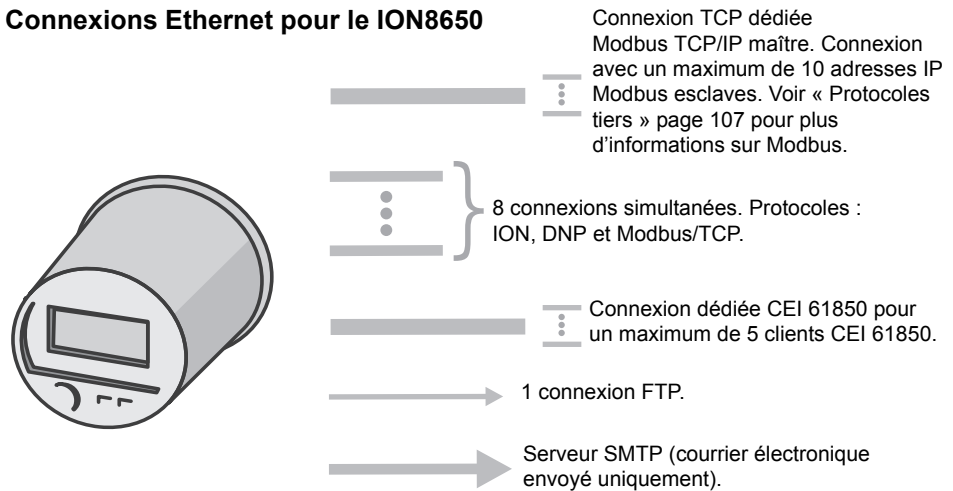 Connexions Ethernet pour le ION8650
Connexion TCP dédiée
Modbus TCP/IP maître. Connexion
avec un maximum de 10 adresses IP
Modbus esclaves. Voir « Protocoles
tiers » page 107 pour plus
d'informations sur Modbus.
8 connexions simultanées. Protocoles :
ION, DNP et Modbus/TCP.
Connexion dédiée CEI 61850 pour
un maximum de 5 clients CEI 61850.
1 connexion FTP.
Serveur SMTP (courrier électronique
envoyé uniquement).